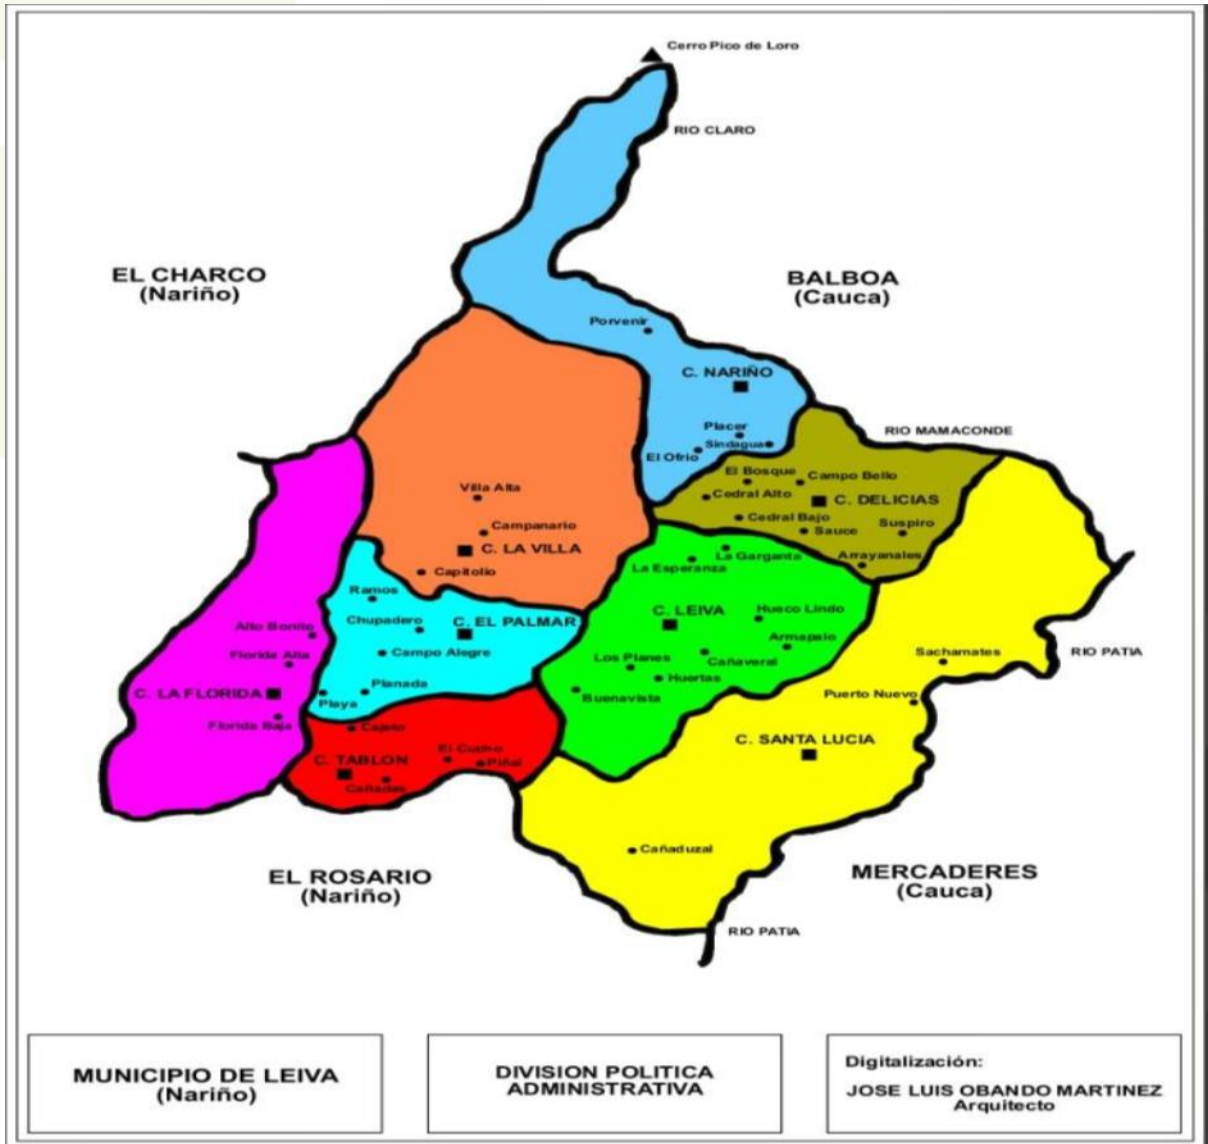 Cerro Pico de Loro
RIO CLARO
EL CHARCO
(Nariño)
BALBOA
(Cauca)
Porvenir
C. NARIÑO
Placer
Sindagua
El Ofrio
RIO MAMACONDE
El Bosque
Campo Bello
Cedral Alto
C. DELICIAS
Cedral Bajo
Sauce
Suspiro
Arrayanales
Villa Alta
Campanario
C. LA VILLA
Capitolio
La Garganta
La Esperanza
C. LEIVA
Hueco Lindo
Armapaio
Cañaveral
Los Planes
Huertas
Buenavista
Ramos
Chupadero
C. EL PALMAR
Campo Alegre
Planada
Playa
Alto Bonito
Florida Alta
C. LA FLORIDA
Florida Baja
Cajeto
C. TABLON
El Cucho
Piñal
Cañadas
Sachamates
RIO PATIA
Puerto Nuevo
C. SANTA LUCIA
Cañaduzal
EL ROSARIO
(Nariño)
MERCADERES
(Cauca)
RIO PATIA
MUNICIPIO DE LEIVA
(Nariño)
DIVISION POLITICA
ADMINISTRATIVA
Digitalización:
JOSE LUIS OBANDO MARTINEZ
Arquitecto